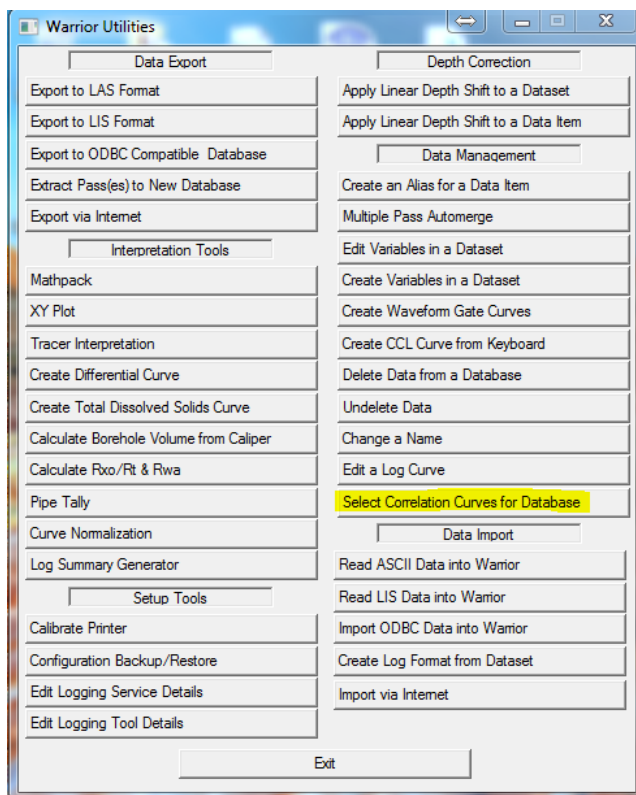 Warrior Utilities
Data Export
Export to LAS Format
Export to LIS Format
Export to ODBC Compatible Database
Extract Pass(es) to New Database
Export via Internet
Interpretation Tools
Mathpack
XY Plot
Tracer Interpretation
Create Differential Curve
Create Total Dissolved Solids Curve
Calculate Borehole Volume from Caliper
Calculate Rxo/Rt & Rwa
Pipe Tally
Curve Normalization
Log Summary Generator
Setup Tools
Calibrate Printer
Configuration Backup/Restore
Edit Logging Service Details
Edit Logging Tool Details
Depth Correction
Apply Linear Depth Shift to a Dataset
Apply Linear Depth Shift to a Data Item
Data Management
Create an Alias for a Data Item
Multiple Pass Automerge
Edit Variables in a Dataset
Create Variables in a Dataset
Create Waveform Gate Curves
Create CCL Curve from Keyboard
Delete Data from a Database
Undelete Data
Change a Name
Edit a Log Curve
Select Correlation Curves for Database
Data Import
Read ASCII Data into Warrior
Read LIS Data into Warrior
Import ODBC Data into Warrior
Create Log Format from Dataset
Import via Internet
Exit